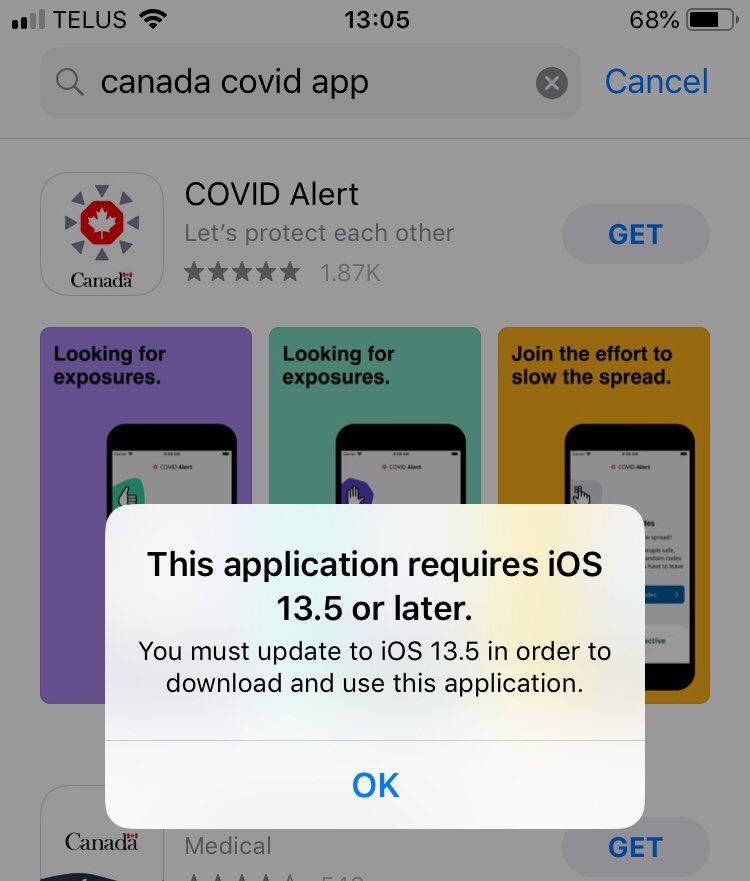 TELUS 13:05 68%
canada covid app Cancel
COVID Alert
Let's protect each other
GET
1.87K
Canada
Looking for
exposures.
Looking for
exposures.
Join the effort to
slow the spread.
COVID Alert
COVID Alert
COVID Alert
This application requires iOS
13.5 or later.
You must update to iOS 13.5 in order to
download and use this application.
OK
Canada
Medical
GET